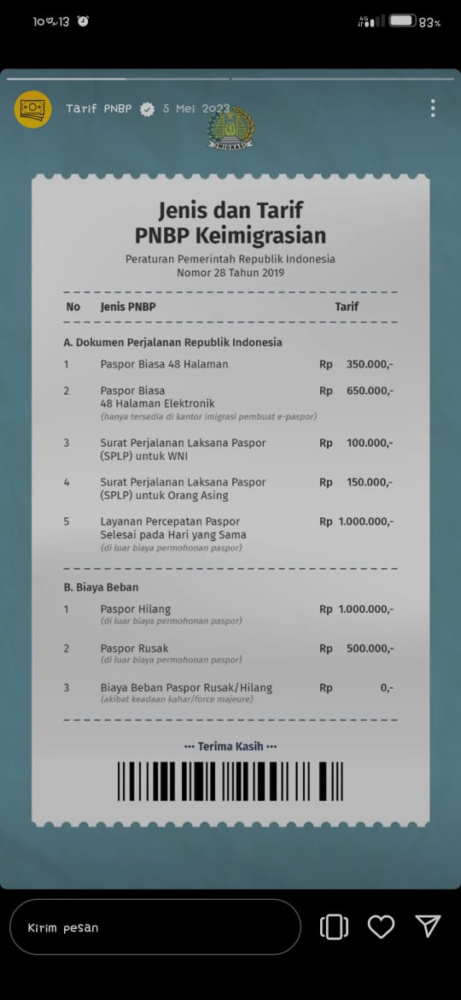 10 13
4G
83%
Tarif PNBP 5 Mei 2023
IMIGRASI
Jenis dan Tarif
PNBP Keimigrasian
Peraturan Pemerintah Republik Indonesia
Nomor 28 Tahun 2019
No Jenis PNBP Tarif
A. Dokumen Perjalanan Republik Indonesia
1 Paspor Biasa 48 Halaman Rp 350.000,-
2 Paspor Biasa Rp 650.000,-
48 Halaman Elektronik
(hanya tersedia di kantor imigrasi pembuat e-paspor)
3 Surat Perjalanan Laksana Paspor Rp 100.000,-
(SPLP) untuk WNI
4 Surat Perjalanan Laksana Paspor Rp 150.000,-
(SPLP) untuk Orang Asing
5 Layanan Percepatan Paspor Rp 1.000.000,-
Selesai pada Hari yang Sama
(di luar biaya permohonan paspor)
B. Biaya Beban
1 Paspor Hilang Rp 1.000.000,-
(di luar biaya permohonan paspor)
2 Paspor Rusak Rp 500.000,-
(di luar biaya permohonan paspor)
3 Biaya Beban Paspor Rusak/Hilang Rp 0,-
(akibat keadaan kahar/force majeure)
••• Terima Kasih •••
Kirim pesan